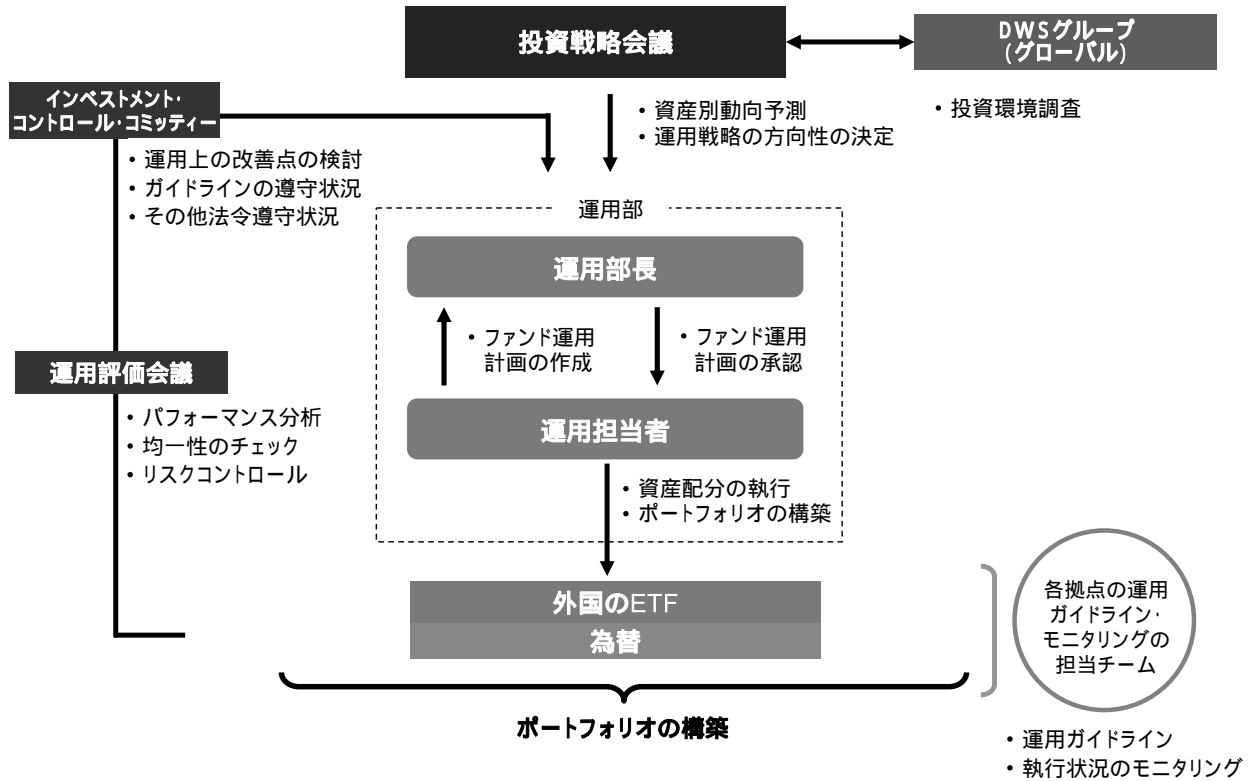 投資戦略会議
DWSグループ
(グローバル)
インベストメント・
コントロール・コミッティー
・資産別動向予測
・運用戦略の方向性の決定
・投資環境調査
・運用上の改善点の検討
・ガイドラインの遵守状況
・その他法令遵守状況
運用部
運用部長
・ファンド運用
計画の作成
・ファンド運用
計画の承認
運用評価会議
・パフォーマンス分析
・均一性のチェック
・リスクコントロール
運用担当者
・資産配分の執行
・ポートフォリオの構築
外国のETF
為替
各拠点の運用
ガイドライン・
モニタリングの
担当チーム
ポートフォリオの構築
・運用ガイドライン
・執行状況のモニタリング